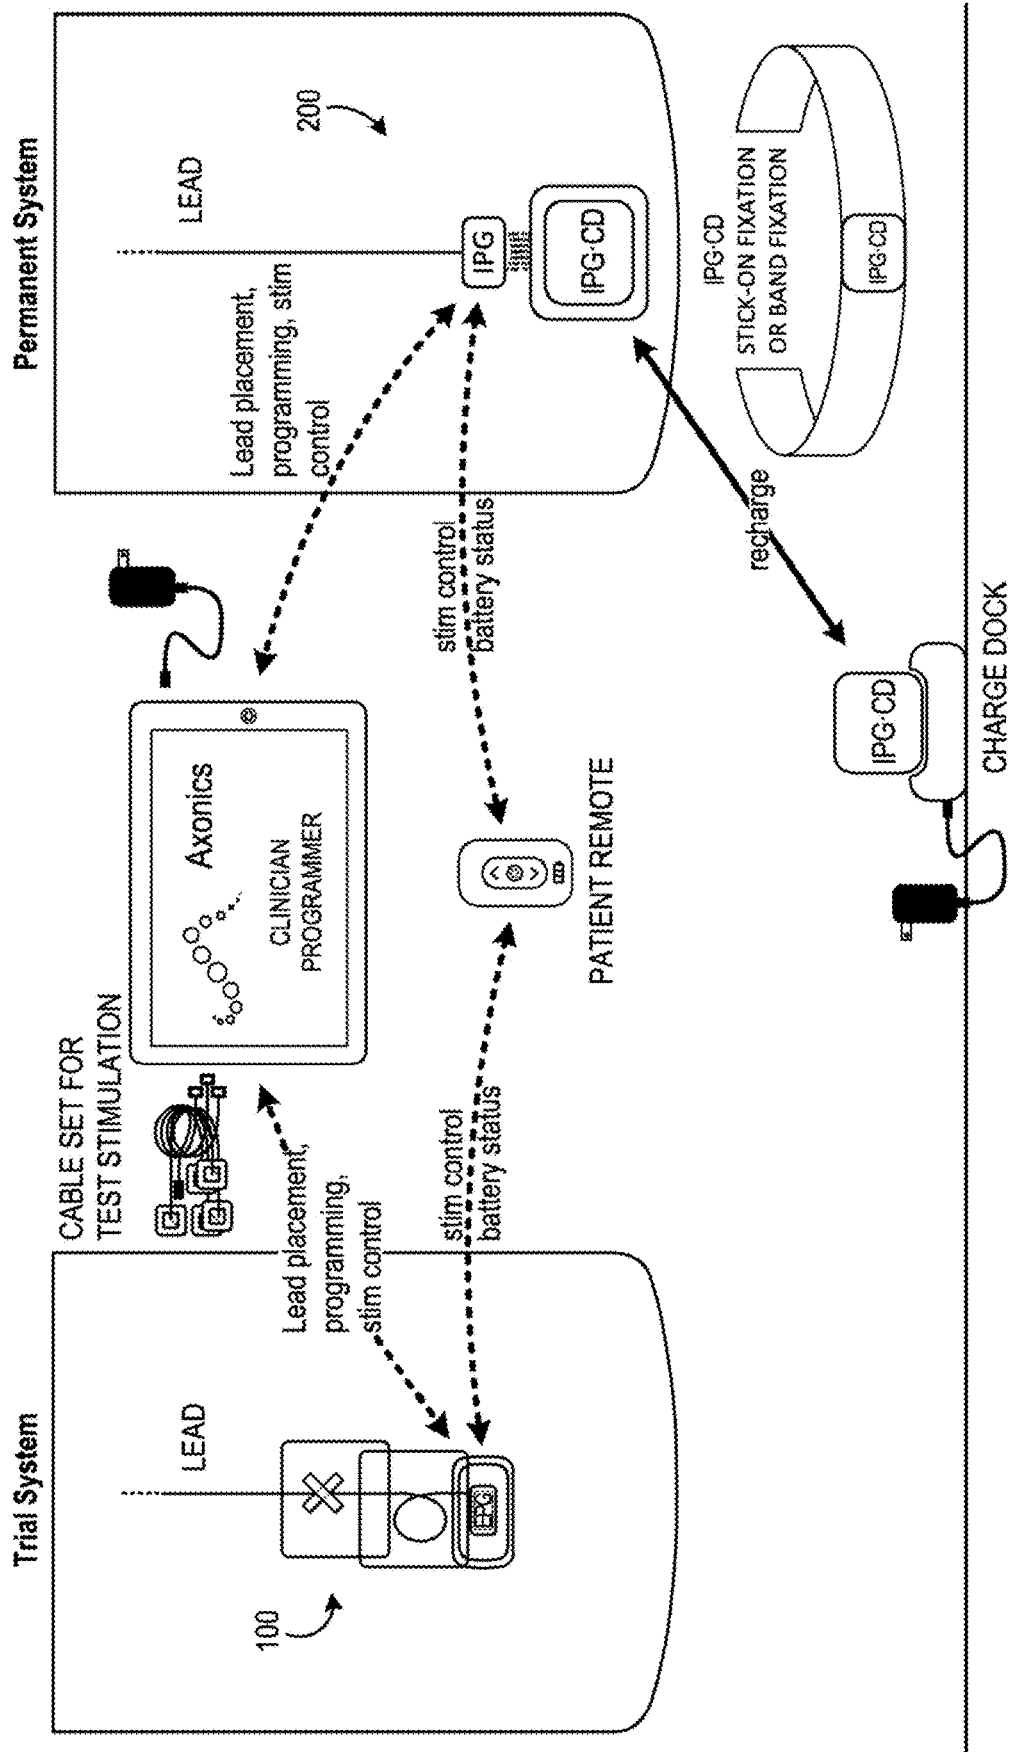 Trial System
LEAD
100
EPG
Lead placement,
programming,
stim control
CABLE SET FOR
TEST STIMULATION
Axonics
CLINICIAN
PROGRAMMER
stim control
battery status
PATIENT REMOTE
stim control
battery status
Permanent System
LEAD
200
Lead placement,
programming, stim
control
IPG
IPG-CD
recharge
IPG-CD
CHARGE DOCK
IPG-CD
STICK-ON FIXATION
OR BAND FIXATION
IPG-CD